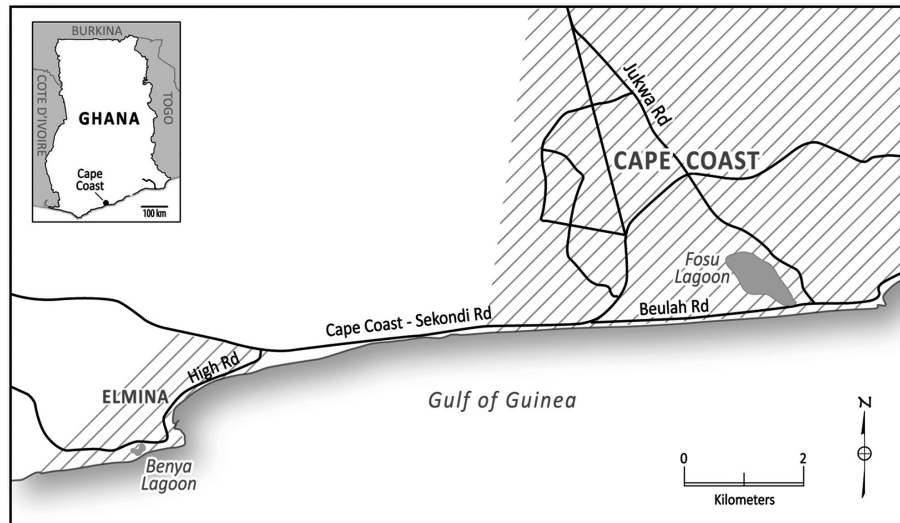 BURKINA
COTE D'IVOIRE
GHANA
TOGO
Cape
Coast
100 km
Jukwa Rd
CAPE COAST
Fosu
Lagoon
Beulah Rd
Cape Coast - Sekondi Rd
High Rd
ELMINA
Gulf of Guinea
Benya
Lagoon
N
0 2
Kilometers